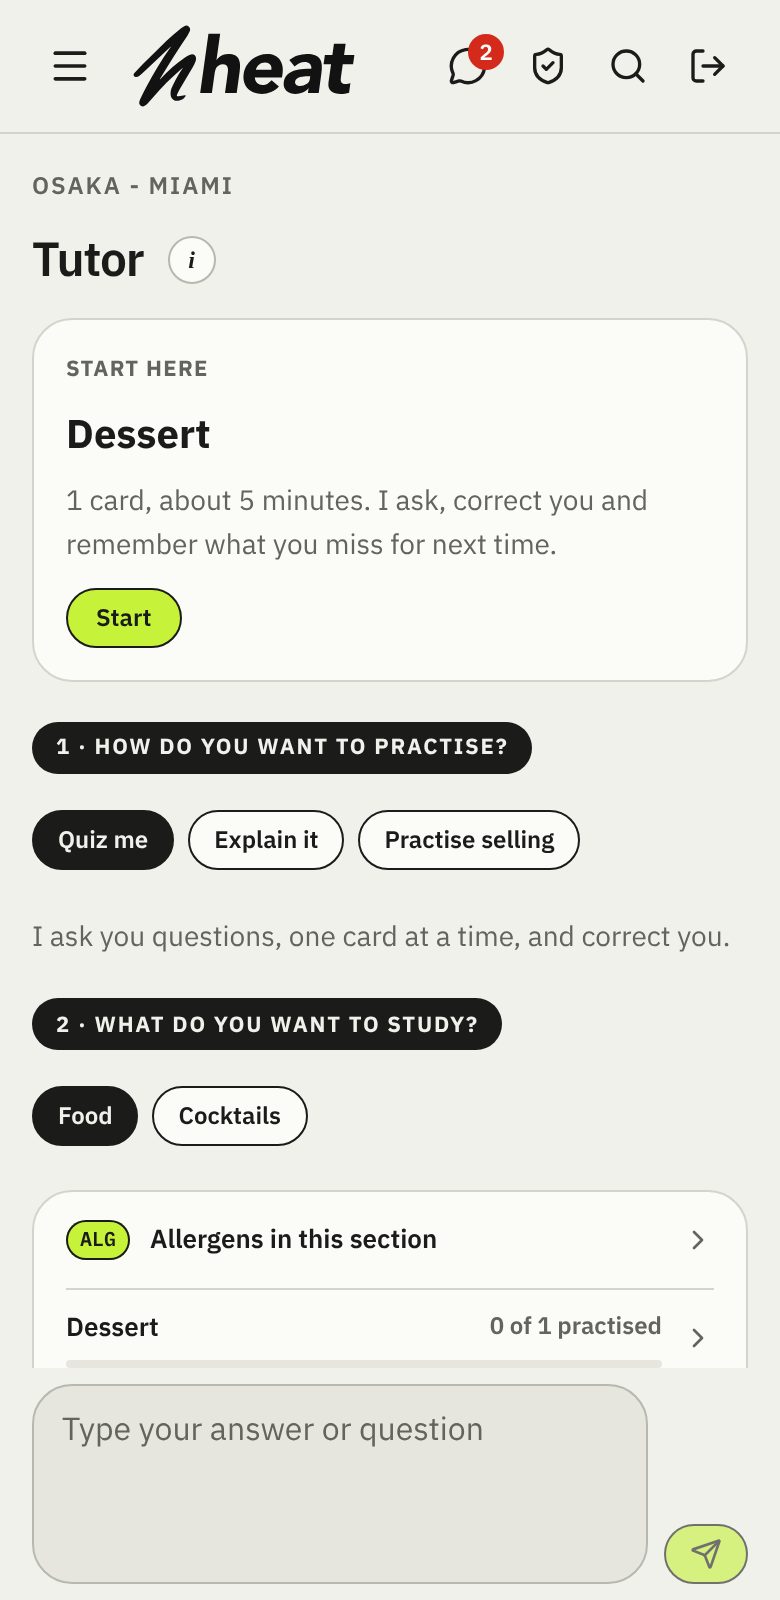 heat
2
OSAKA - MIAMI
Tutor
i
START HERE
Dessert
1 card, about 5 minutes. I ask, correct you and
remember what you miss for next time.
Start
1 · HOW DO YOU WANT TO PRACTISE?
Quiz me
Explain it
Practise selling
I ask you questions, one card at a time, and correct you.
2 · WHAT DO YOU WANT TO STUDY?
Food
Cocktails
ALG
Allergens in this section
Dessert
0 of 1 practised
Type your answer or question